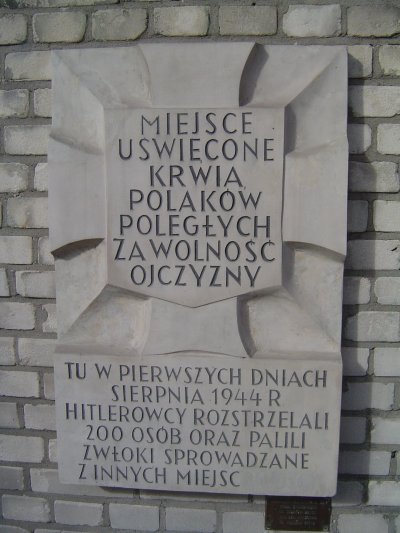 MIEJSCE
UŚWIĘCONE
KRWIĄ
POLAKÓW
POLEGŁYCH
ZA WOLNOŚĆ
OJCZYZNY
TU W PIERWSZYCH DNIACH
SIERPNIA 1944 R
HITLEROWCY ROZSTRZELALI
200 OSÓB ORAZ PALILI
ZWŁOKI SPROWADZANE
Z INNYCH MIEJSC